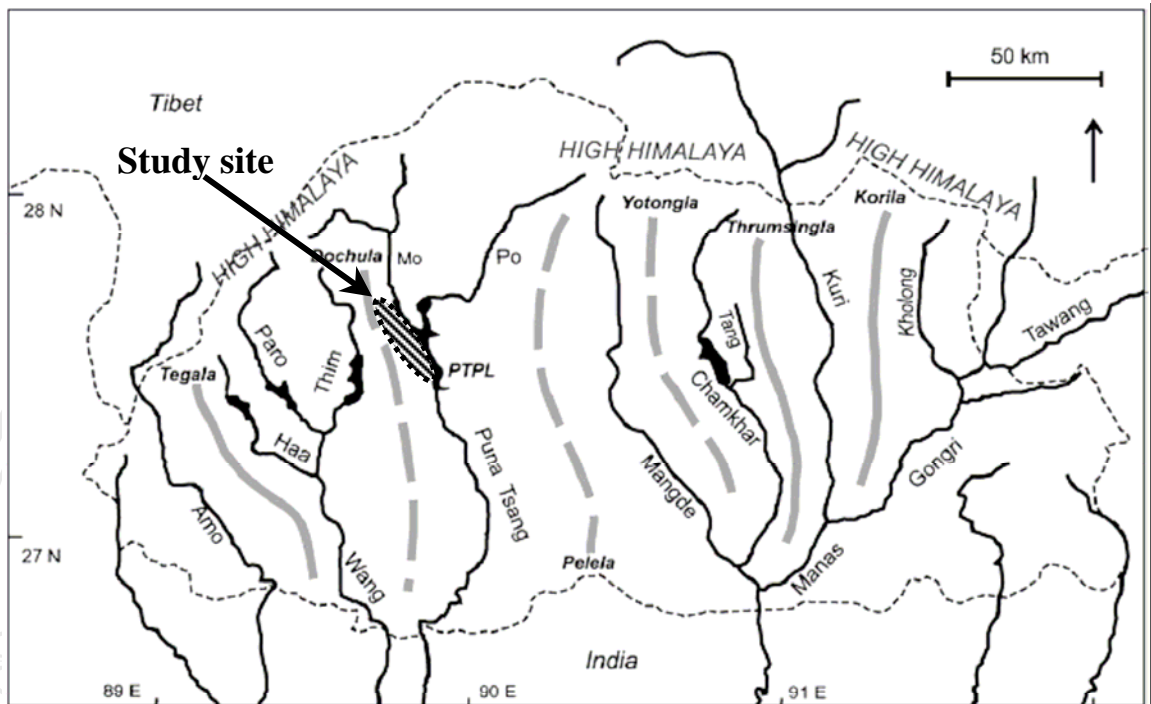 50 km
Tibet
HIGH HIMALAYA
HIGH HIMALAYA
Study site
HIGH HIMALAYA
28 N
Yotongla
Korila
Thrumsingla
Dochula
Mo
Po
Kuri
Kholong
Tawang
Tang
Paro
Thim
Tegala
PTPL
Chamkhar
Haa
Puna Tsang
Mangde
Gongri
Amo
27 N
Wang
Pelela
Manas
India
89 E
90 E
91 E